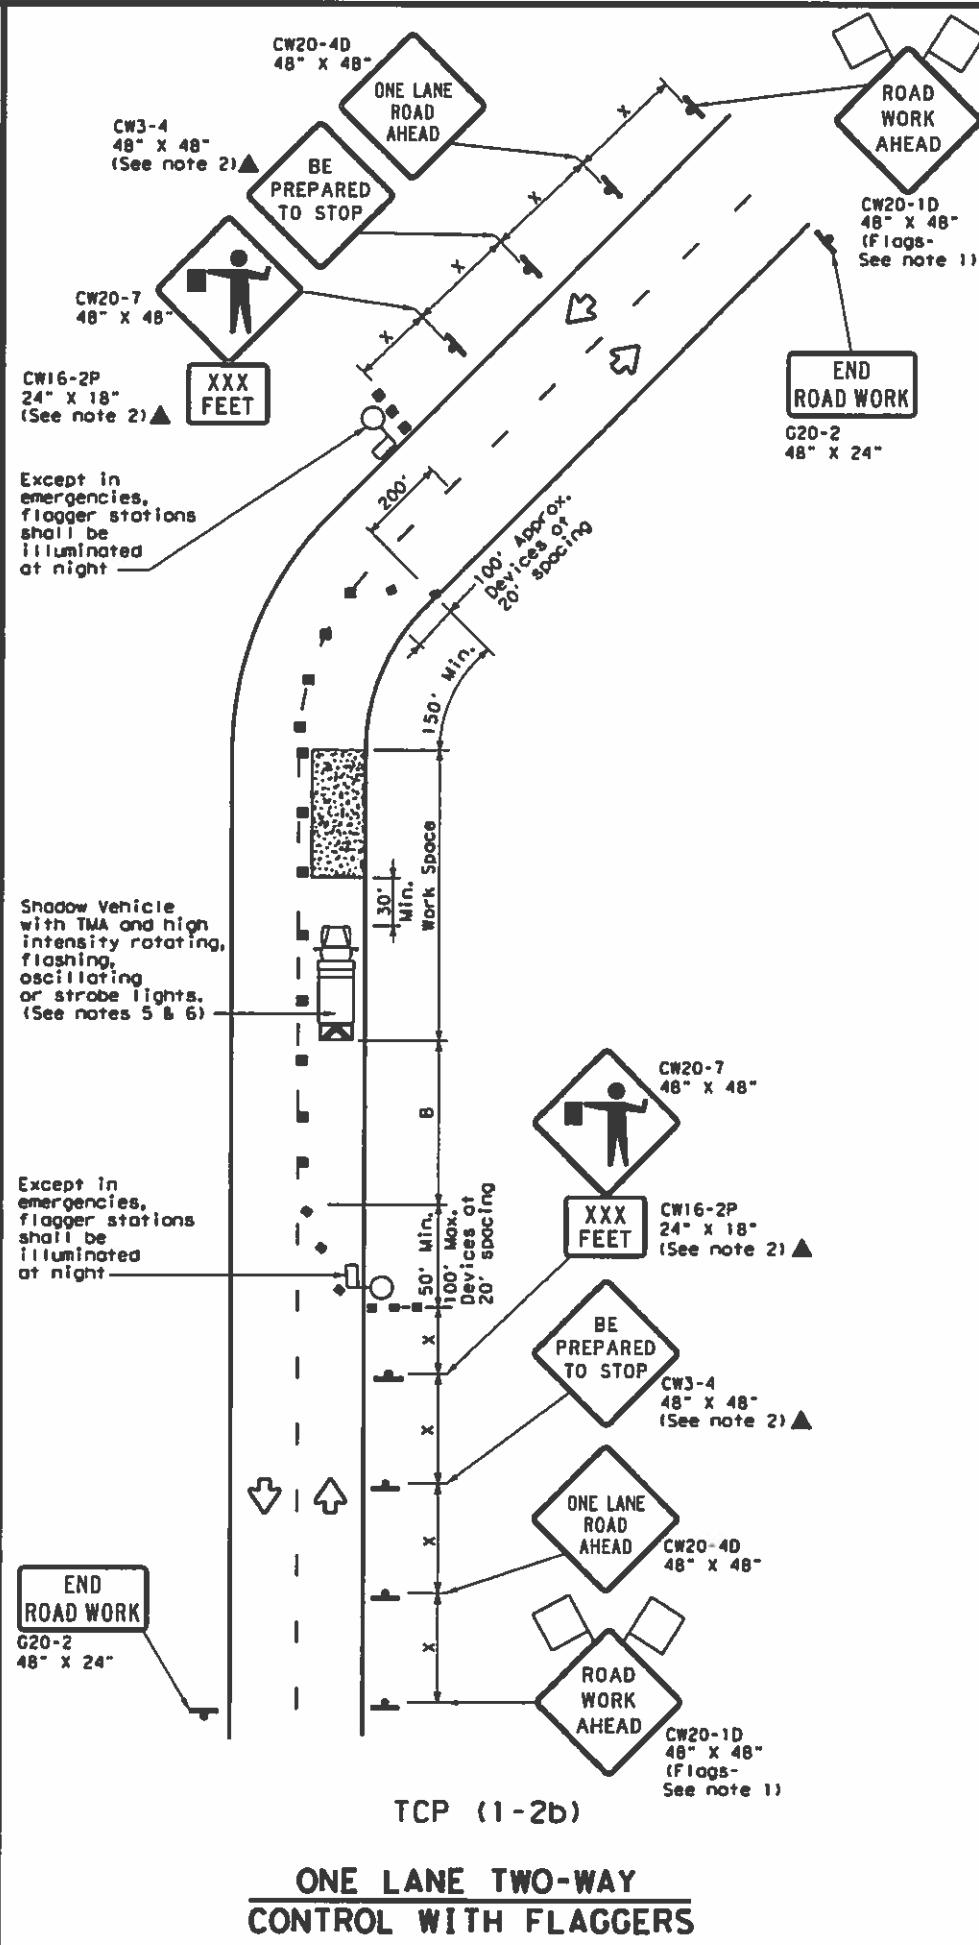 CW20-4D
48" X 48"
ONE LANE
ROAD
AHEAD
ROAD
WORK
AHEAD
CW20-1D
48" X 48"
(Flags-
See note 1)
CW3-4
48" X 48"
(See note 2)
BE
PREPARED
TO STOP
CW20-7
48" X 48"
CW16-2P
24" X 18"
(See note 2)
XXX
FEET
X
X
X
X
END
ROAD WORK
G20-2
48" X 24"
Except in
emergencies,
flagger stations
shall be
illuminated
at night
200'
100' Approx.
Devices at
20' spacing
150' Min.
Work Space
30'
Min.
Shadow Vehicle
with TMA and high
intensity rotating,
flashing,
oscillating
or strobe lights.
(See notes 5 & 6)
B
CW20-7
48" X 48"
XXX
FEET
CW16-2P
24" X 18"
(See note 2)
Except in
emergencies,
flagger stations
shall be
illuminated
at night
50' Min.
100' Max.
Devices at
20' spacing
X
BE
PREPARED
TO STOP
CW3-4
48" X 48"
(See note 2)
X
ONE LANE
ROAD
AHEAD
CW20-4D
48" X 48"
X
END
ROAD WORK
G20-2
48" X 24"
X
ROAD
WORK
AHEAD
CW20-1D
48" X 48"
(Flags-
See note 1)
TCP (1-2b)
ONE LANE TWO-WAY
CONTROL WITH FLAGGERS